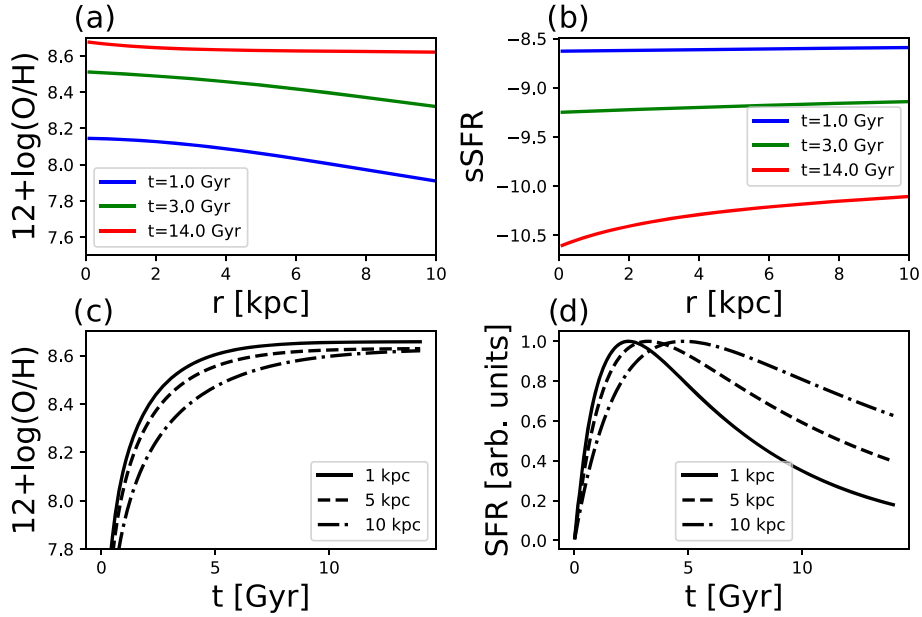 (a)
12+log(O/H)
8.6
8.4
8.2
8.0
7.8
7.6
t=1.0 Gyr
t=3.0 Gyr
t=14.0 Gyr
0 2 4 6 8 10
r [kpc]
(b)
sSFR
−8.5
−9.0
−9.5
−10.0
−10.5
t=1.0 Gyr
t=3.0 Gyr
t=14.0 Gyr
0 2 4 6 8 10
r [kpc]
(c)
12+log(O/H)
8.6
8.4
8.2
8.0
7.8
1 kpc
5 kpc
10 kpc
0 5 10
t [Gyr]
(d)
SFR [arb. units]
1.0
0.8
0.6
0.4
0.2
0.0
1 kpc
5 kpc
10 kpc
0 5 10
t [Gyr]